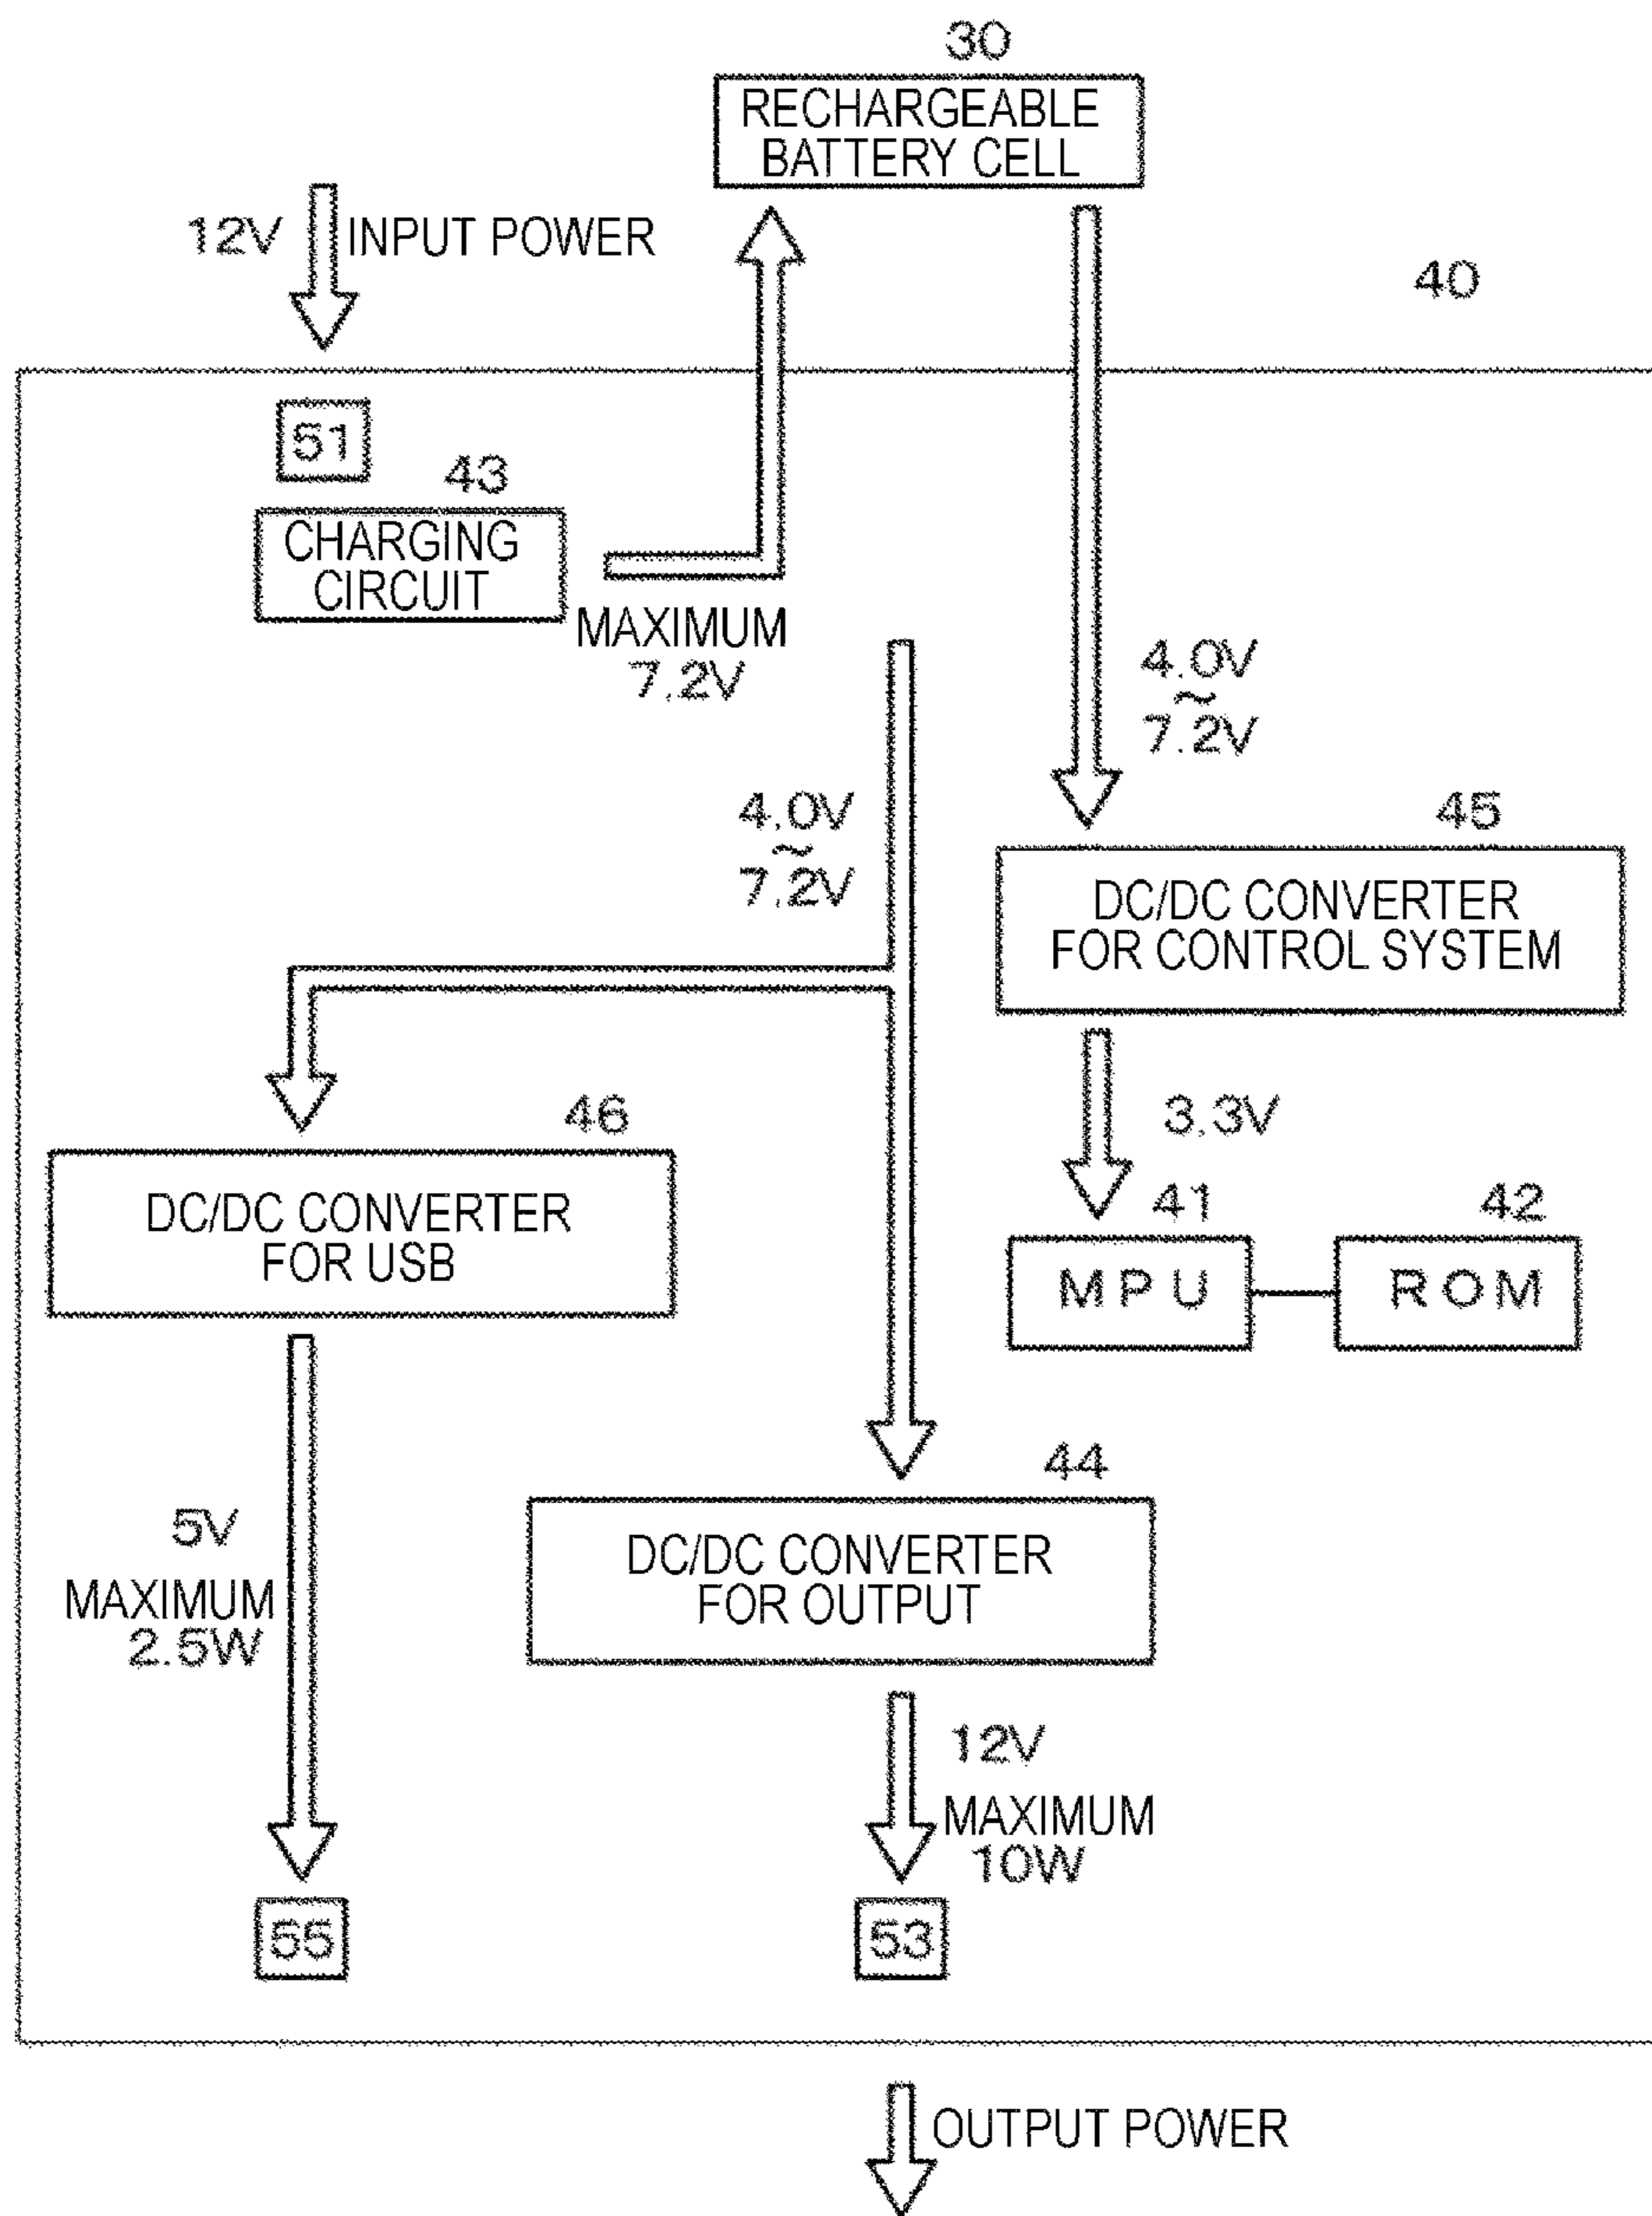 30
RECHARGEABLE
BATTERY CELL
12V
INPUT POWER
40
51
43
CHARGING
CIRCUIT
MAXIMUM
7.2V
4.0V
~
7.2V
4.0V
~
7.2V
45
DC/DC CONVERTER
FOR CONTROL SYSTEM
46
DC/DC CONVERTER
FOR USB
3.3V
41
MPU
42
ROM
44
DC/DC CONVERTER
FOR OUTPUT
5V
MAXIMUM
2.5W
12V
MAXIMUM
10W
55
53
OUTPUT POWER